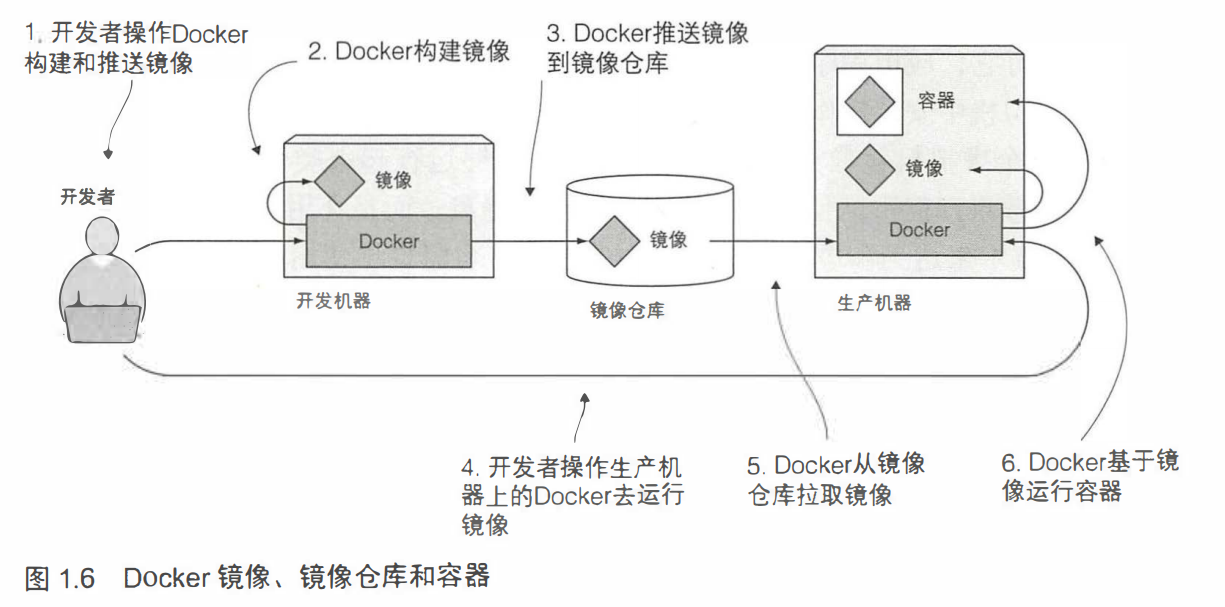 1. 开发者操作Docker
构建和推送镜像
2. Docker构建镜像
3. Docker推送镜像
到镜像仓库
容器
镜像
Docker
生产机器
开发者
镜像
Docker
开发机器
镜像
镜像仓库
4. 开发者操作生产机
器上的Docker去运行
镜像
5. Docker从镜像
仓库拉取镜像
6. Docker基于镜
像运行容器
图 1.6 Docker 镜像、镜像仓库和容器